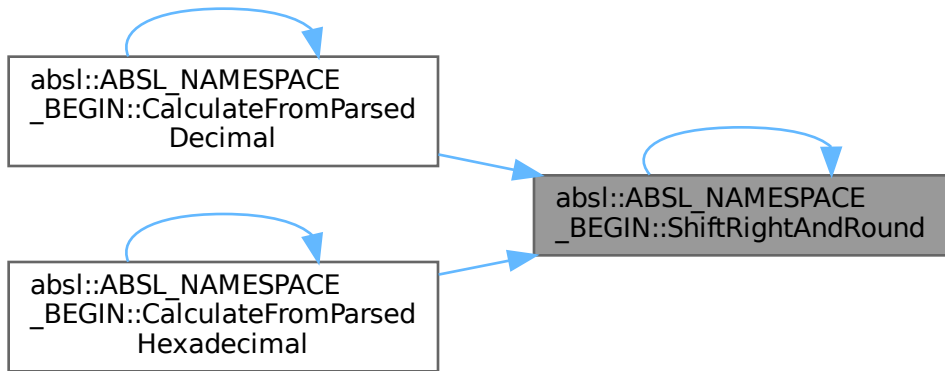 absl::ABSL_NAMESPACE
_BEGIN::CalculateFromParsed
Decimal
absl::ABSL_NAMESPACE
_BEGIN::ShiftRightAndRound
absl::ABSL_NAMESPACE
_BEGIN::CalculateFromParsed
Hexadecimal